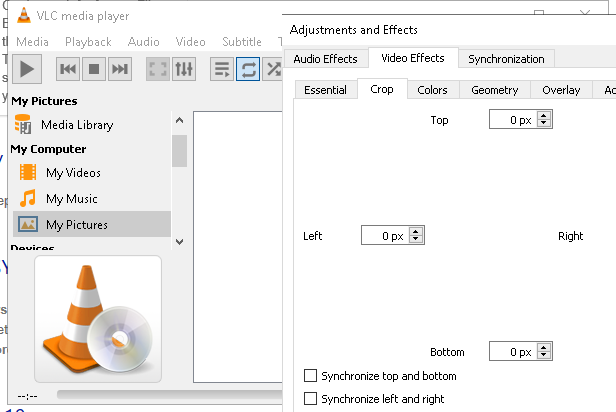 VLC media player
Media Playback Audio Video Subtitle
My Pictures
Media Library
My Computer
My Videos
My Music
My Pictures
Devices
--:--
Adjustments and Effects
Audio Effects Video Effects Synchronization
Essential Crop Colors Geometry Overlay
Top 0 px
Left 0 px Right
Bottom 0 px
Synchronize top and bottom
Synchronize left and right